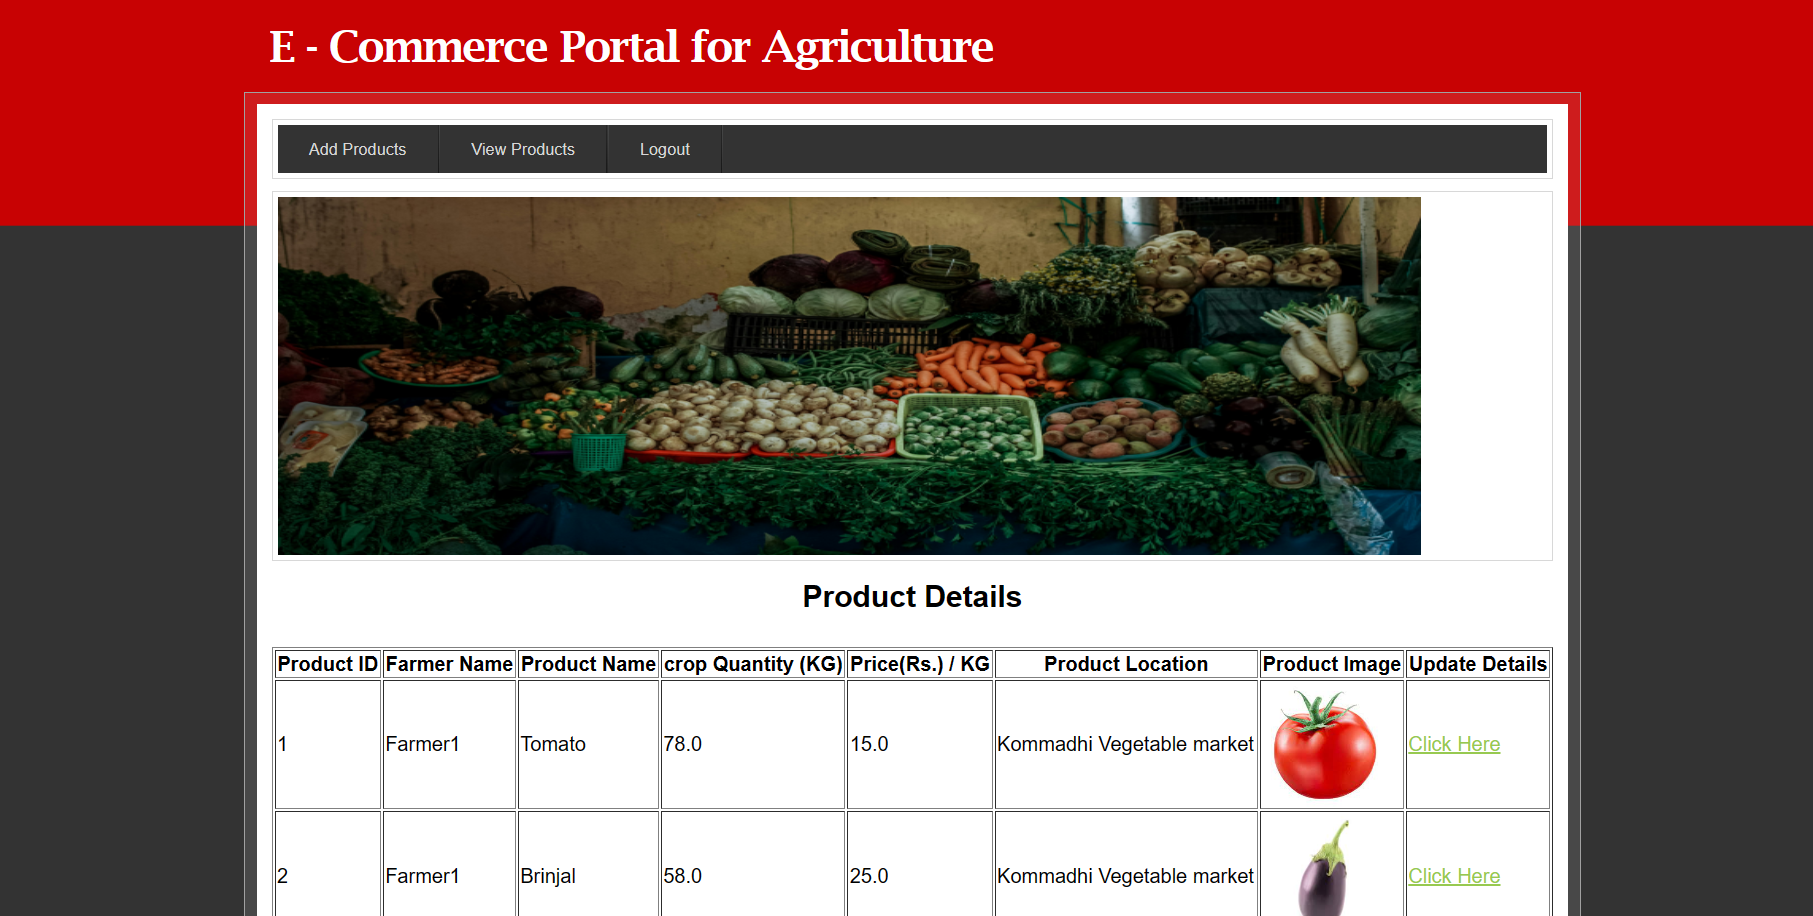 E - Commerce Portal for Agriculture
Add Products View Products Logout
Product Details
Product ID Farmer Name Product Name crop Quantity (KG) Price(Rs.) / KG Product Location Product Image Update Details
1 Farmer1 Tomato 78.0 15.0 Kommadhi Vegetable market Click Here
2 Farmer1 Brinjal 58.0 25.0 Kommadhi Vegetable market Click Here